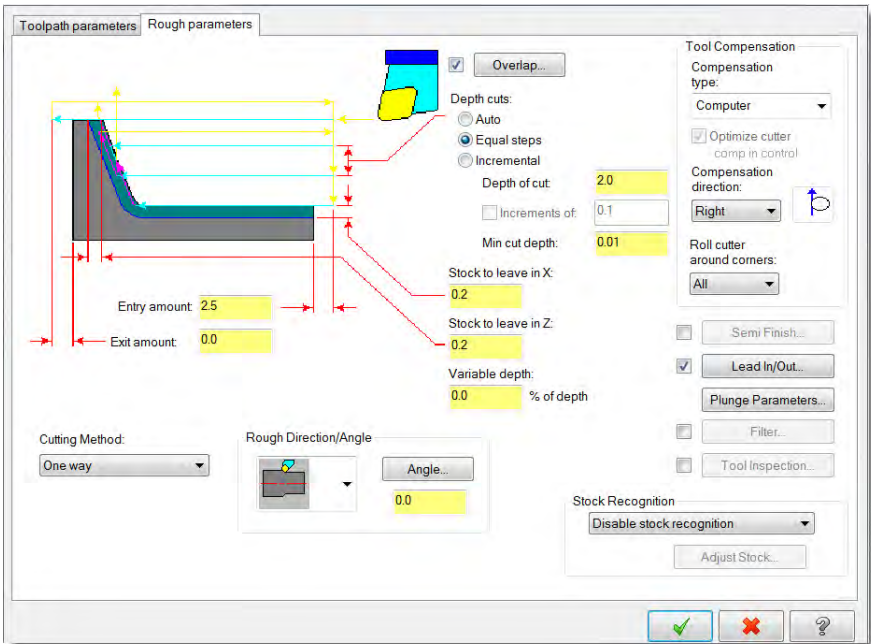 Toolpath parameters
Rough parameters
Overlap...
Depth cuts:
Auto
Equal steps
Incremental
Depth of cut: 2.0
Increments of: 0.1
Min cut depth: 0.01
Stock to leave in X:
0.2
Stock to leave in Z:
0.2
Variable depth:
0.0 % of depth
Entry amount: 2.5
Exit amount: 0.0
Tool Compensation
Compensation
type:
Computer
Optimize cutter
comp in control
Compensation
direction:
Right
Roll cutter
around corners:
All
Semi Finish...
Lead In/Out...
Plunge Parameters...
Filter...
Tool Inspection...
Cutting Method:
One way
Rough Direction/Angle
Angle...
0.0
Stock Recognition
Disable stock recognition
Adjust Stock...
?